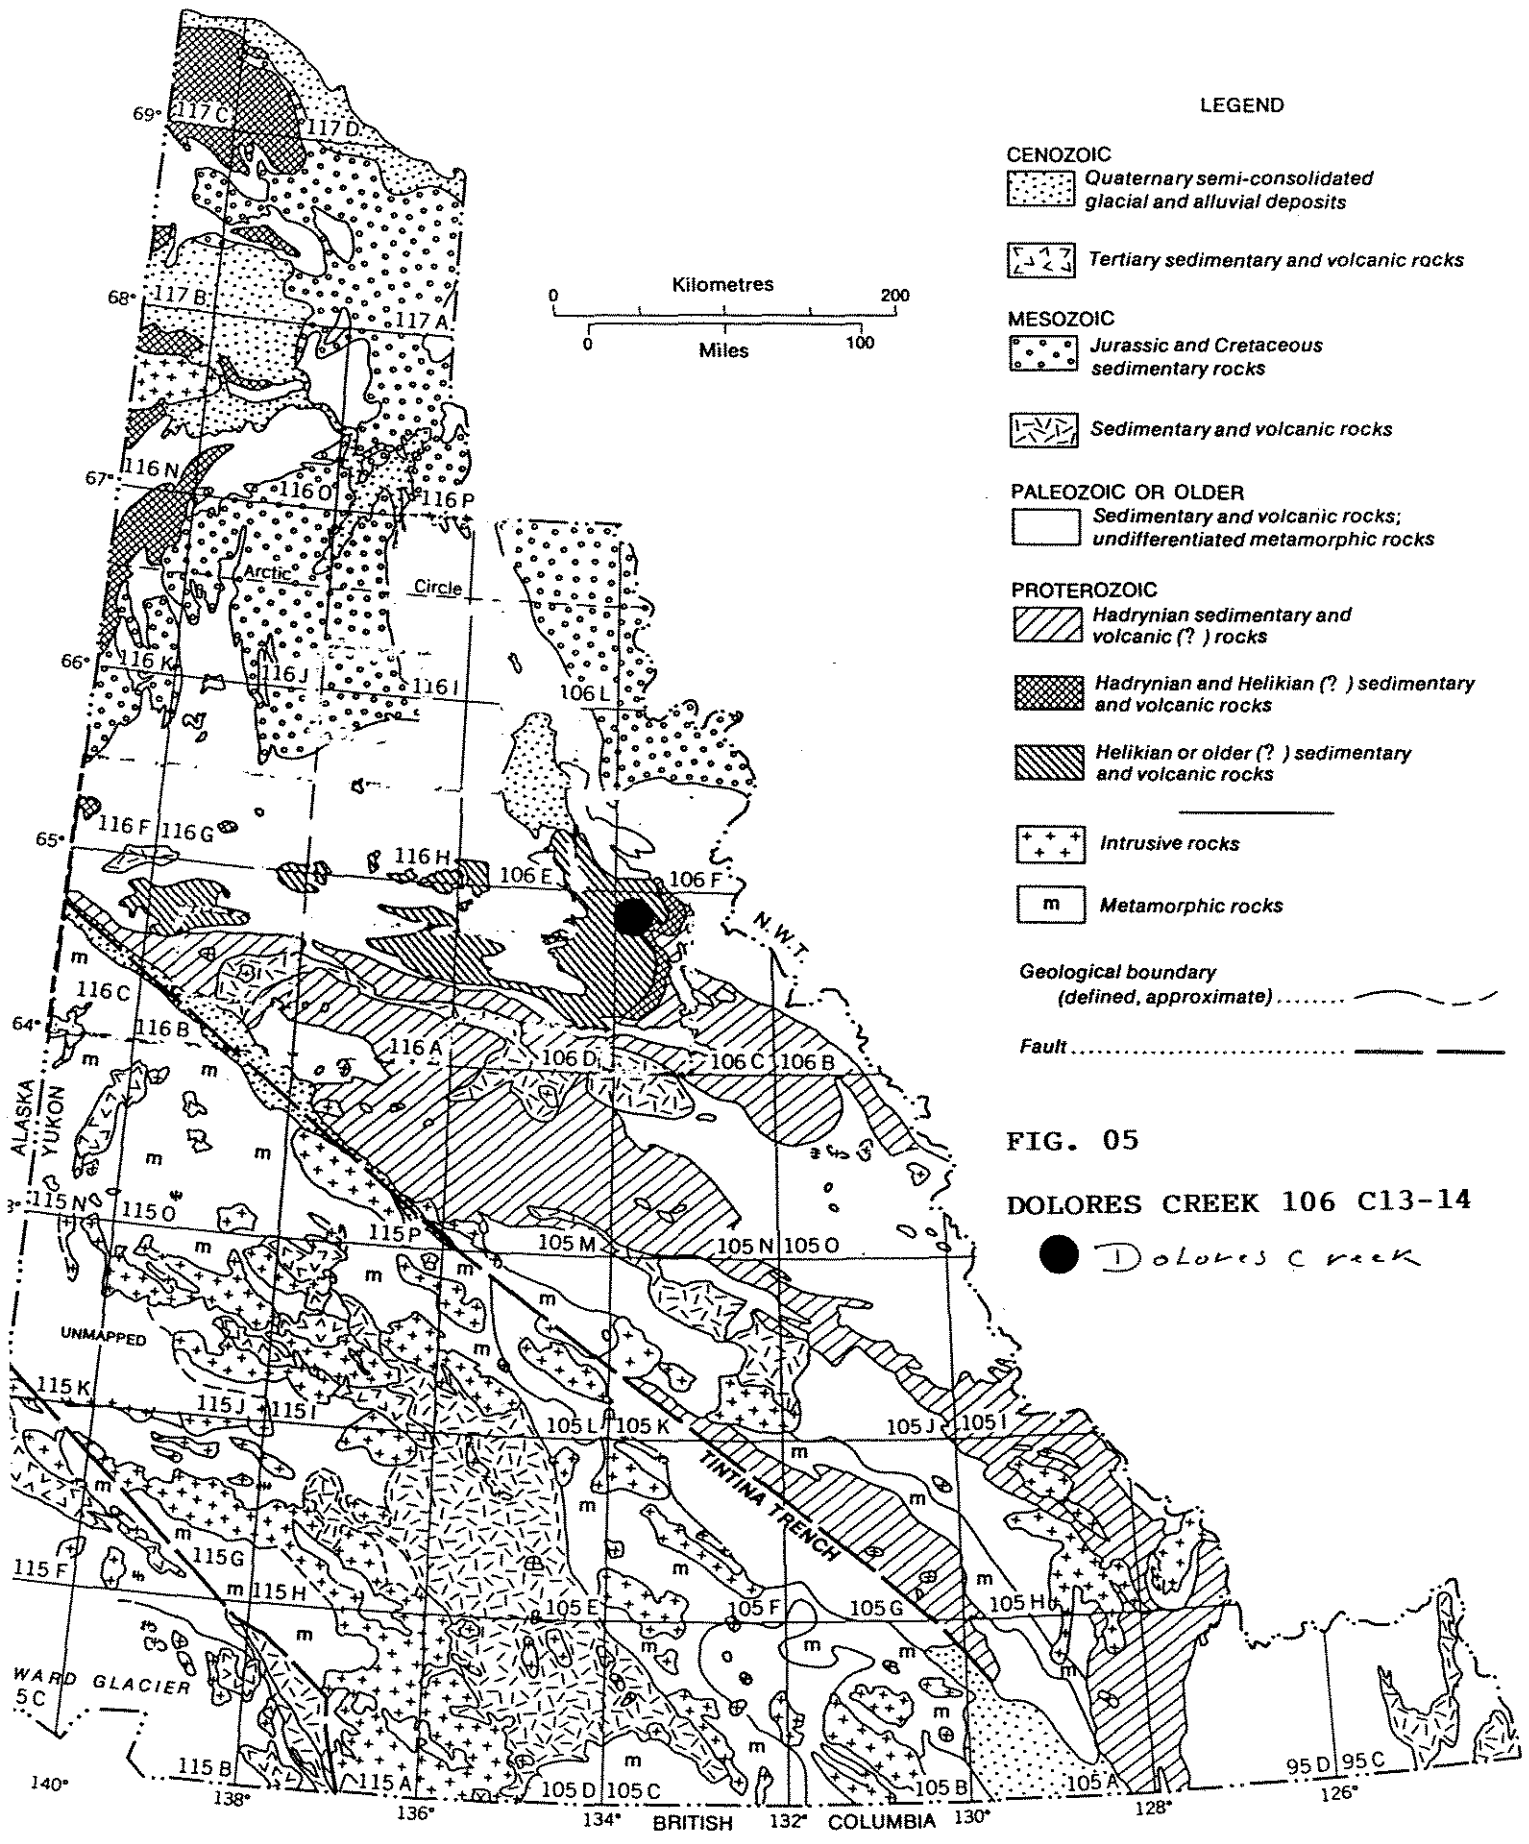 LEGEND
CENOZOIC
Quaternary semi-consolidated
glacial and alluvial deposits
Tertiary sedimentary and volcanic rocks
MESOZOIC
Jurassic and Cretaceous
sedimentary rocks
Sedimentary and volcanic rocks
PALEOZOIC OR OLDER
Sedimentary and volcanic rocks;
undifferentiated metamorphic rocks
PROTEROZOIC
Hadrynian sedimentary and
volcanic (?) rocks
Hadrynian and Helikian (?) sedimentary
and volcanic rocks
Helikian or older (?) sedimentary
and volcanic rocks
Intrusive rocks
m Metamorphic rocks
Geological boundary
(defined, approximate) .......
Fault ..............................
FIG. 05
DOLORES CREEK 106 C13-14
Dolores Creek
Kilometres
0 200
0 100
Miles
69° 117 C 117 D
68° 117 B 117 A
67° 116 N 116 O 116 P
Arctic Circle
66° 116 K 116 J 116 I 106 L
65° 116 F 116 G 116 H 106 E 106 F
N.W.T.
m
116 C
64° 116 B 116 A 106 D 106 C 106 B
m m
ALASKA
YUKON
m m
3° 115 N 115 O 115 P 105 M 105 N 105 O
m m m m
UNMAPPED
m
115 K 115 J 115 I 105 L 105 K 105 J 105 I
m
TINTINA TRENCH
m m m
m m
115 F 115 G 115 H 105 E 105 F 105 G 105 H
m m m
m m m m
WARD GLACIER
5 C
m m m
115 B 115 A 105 D 105 C 105 B 105 A 95 D 95 C
140° 138° 136° 134° 132° 130° 128° 126°
BRITISH COLUMBIA